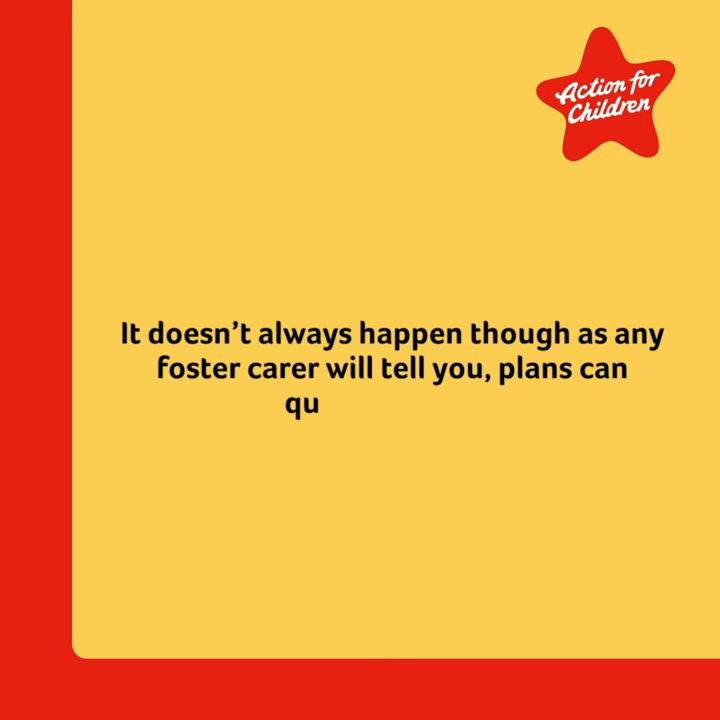 Action for
Children
It doesn’t always happen though as any
foster carer will tell you, plans can
qu